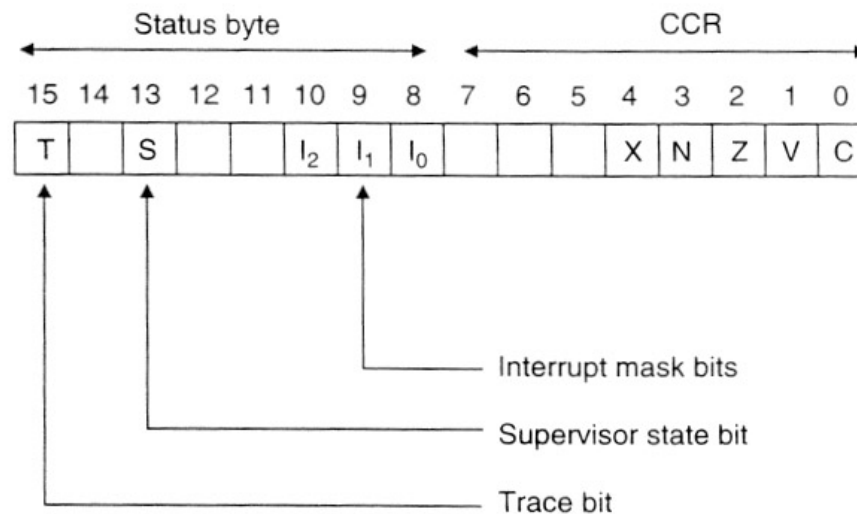 Status byte CCR
15 14 13 12 11 10 9 8 7 6 5 4 3 2 1 0
T S I₂ I₁ I₀ X N Z V C
Interrupt mask bits
Supervisor state bit
Trace bit